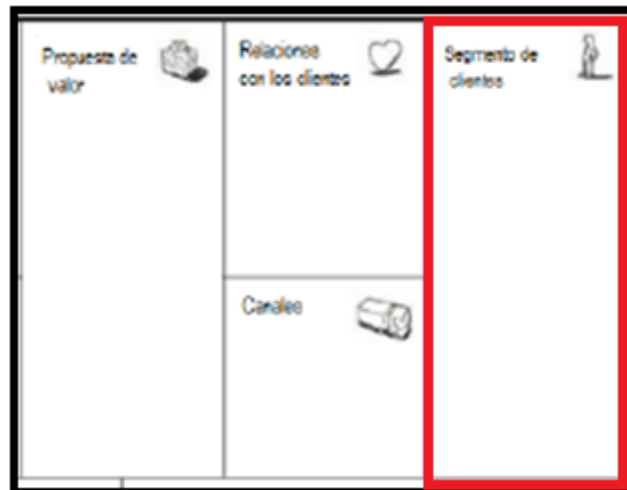 Propuesta de
valor
Relaciones
con los clientes
Segmento de
clientes
Canales